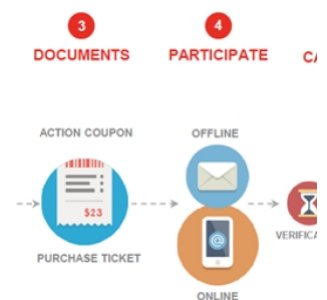 3
4
DOCUMENTS
PARTICIPATE
ACTION COUPON
OFFLINE
$23
@
PURCHASE TICKET
ONLINE